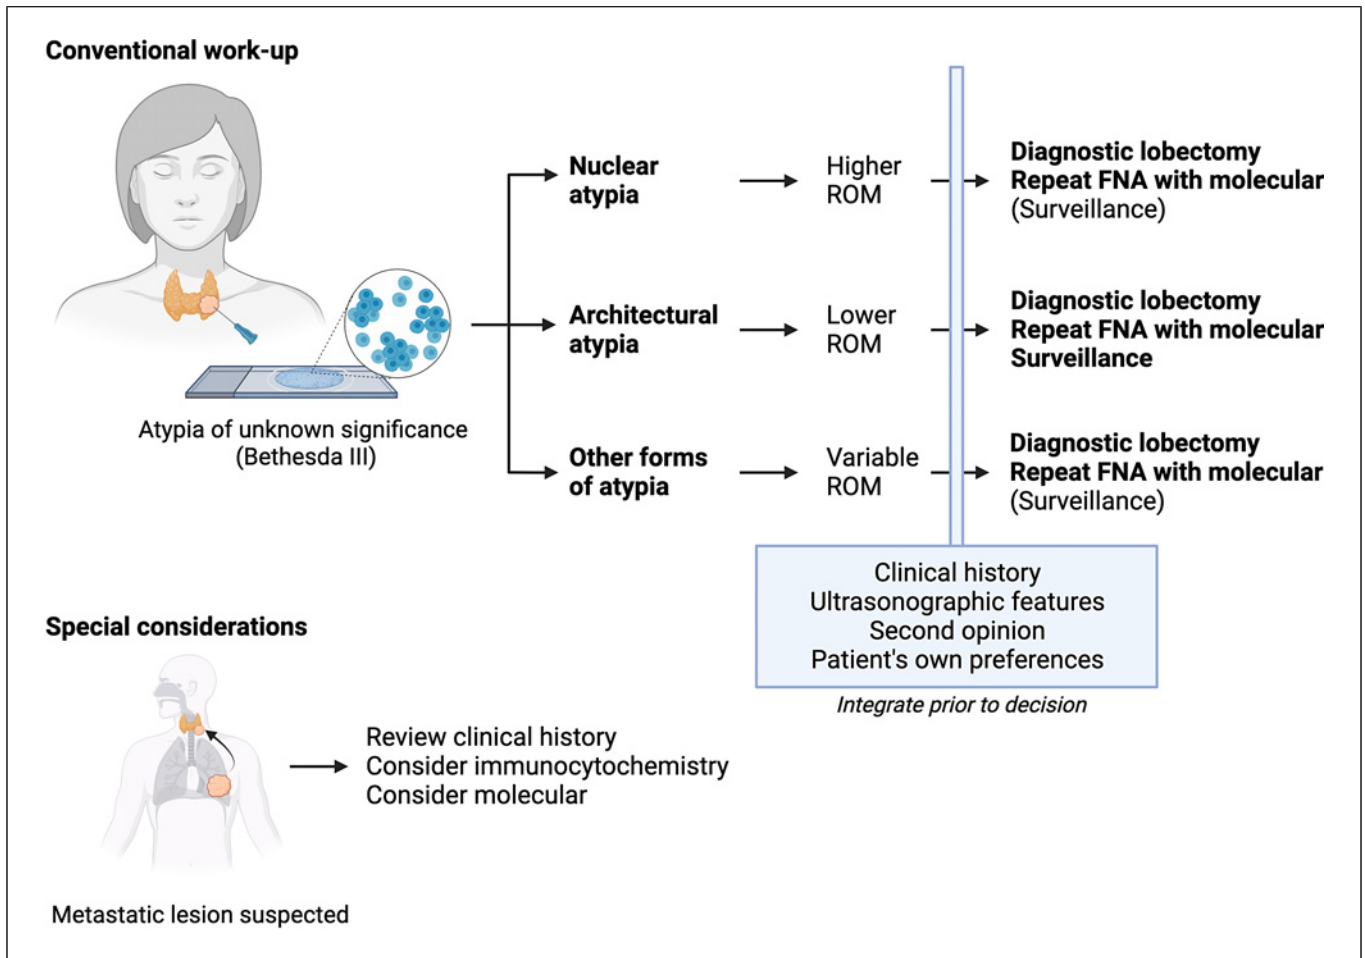 Conventional work-up
Atypia of unknown significance
(Bethesda III)
Nuclear
atypia
Higher
ROM
Diagnostic lobectomy
Repeat FNA with molecular
(Surveillance)
Architectural
atypia
Lower
ROM
Diagnostic lobectomy
Repeat FNA with molecular
Surveillance
Other forms
of atypia
Variable
ROM
Diagnostic lobectomy
Repeat FNA with molecular
(Surveillance)
Clinical history
Ultrasonographic features
Second opinion
Patient's own preferences
Integrate prior to decision
Special considerations
Review clinical history
Consider immunocytochemistry
Consider molecular
Metastatic lesion suspected